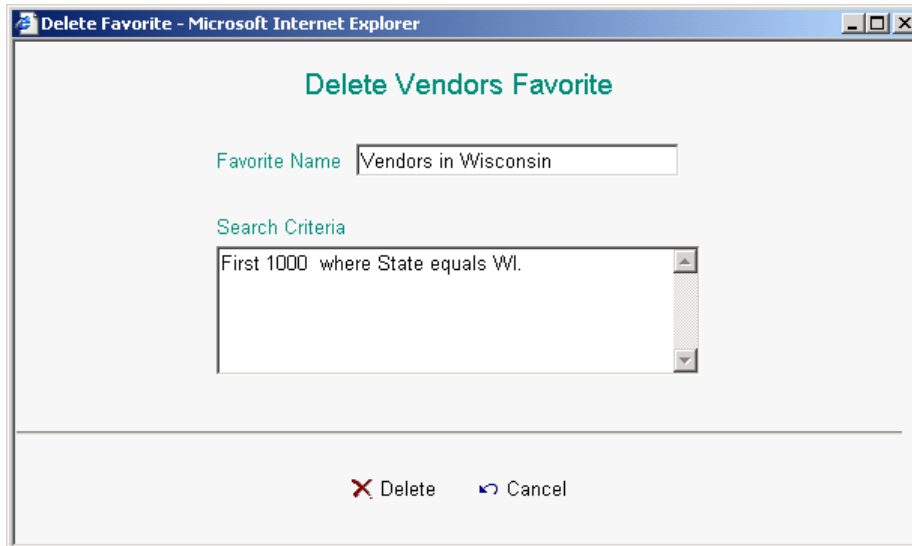 Delete Favorite - Microsoft Internet Explorer
Delete Vendors Favorite
Favorite Name Vendors in Wisconsin
Search Criteria
First 1000  where State equals WI.
Delete Cancel